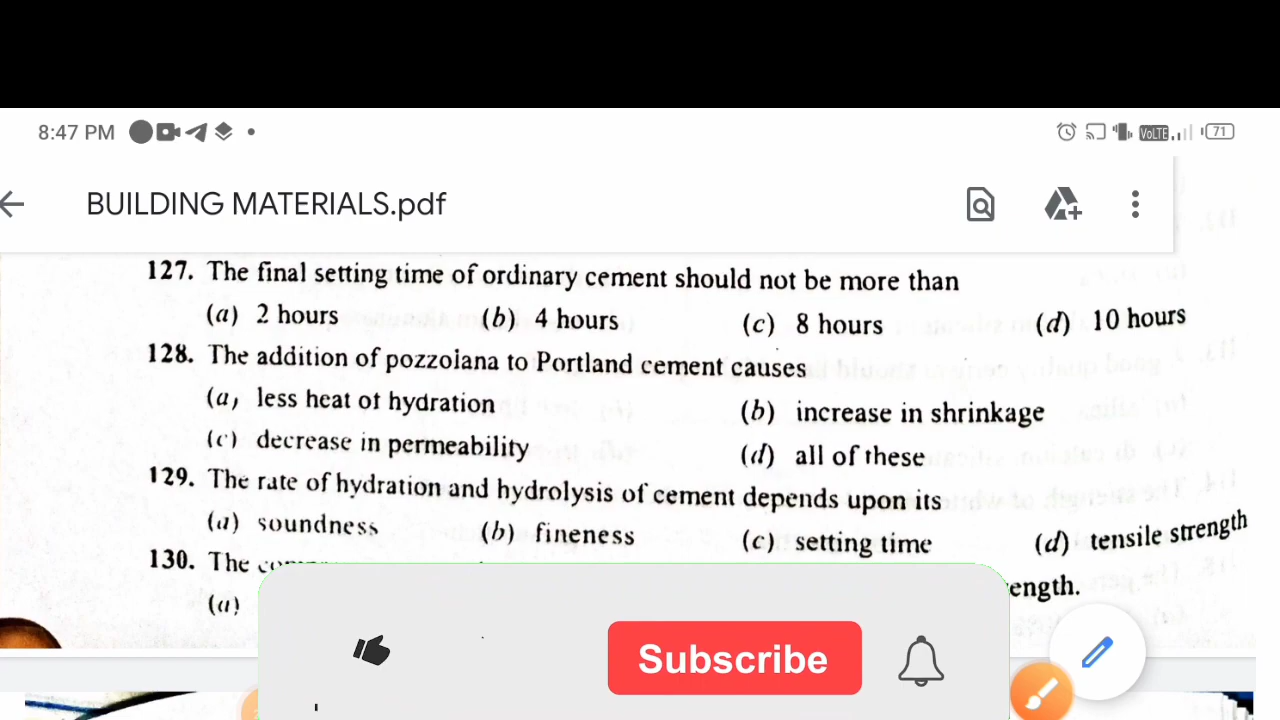 8:47 PM
VoLTE 71
BUILDING MATERIALS.pdf
127. The final setting time of ordinary cement should not be more than
(a) 2 hours (b) 4 hours (c) 8 hours (d) 10 hours
128. The addition of pozzolana to Portland cement causes
(a) less heat of hydration (b) increase in shrinkage
(c) decrease in permeability (d) all of these
129. The rate of hydration and hydrolysis of cement depends upon its
(a) soundness (b) fineness (c) setting time (d) tensile strength
130. The
(a)
Subscribe